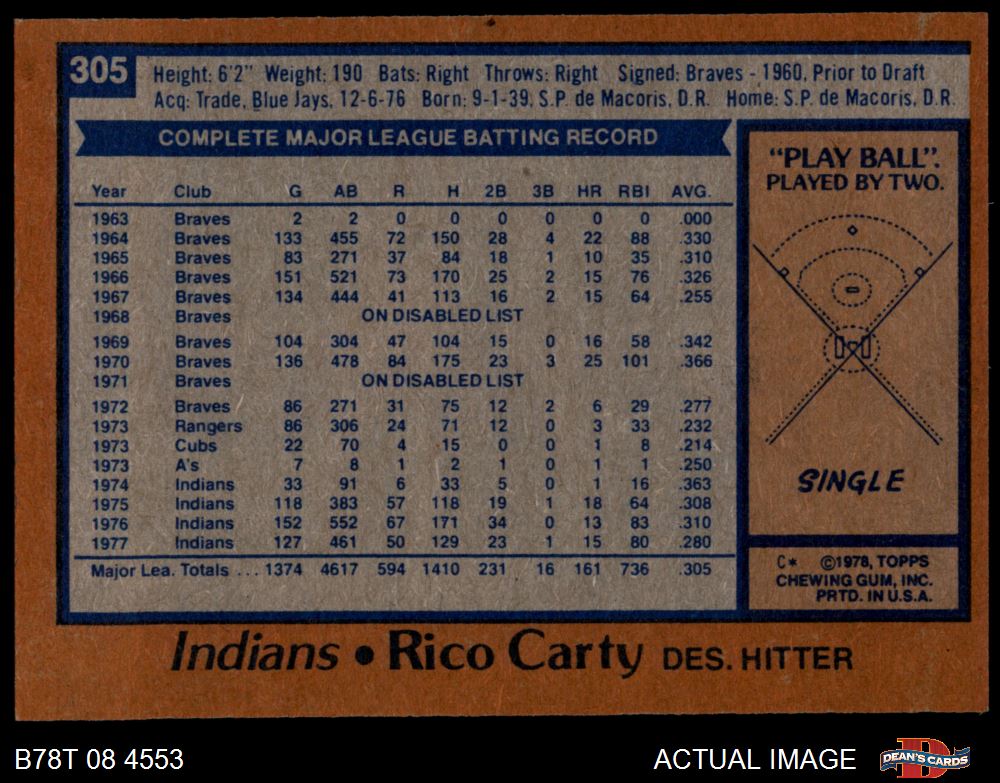 305
Height: 6'2" Weight: 190 Bats: Right Throws: Right Signed: Braves - 1960, Prior to Draft
Acq: Trade, Blue Jays, 12-6-76 Born: 9-1-39, S.P. de Macoris, D.R. Home: S.P. de Macoris, D.R.
COMPLETE MAJOR LEAGUE BATTING RECORD
Year Club G AB R H 2B 3B HR RBI AVG.
1963 Braves 2 2 0 0 0 0 0 0 .000
1964 Braves 133 455 72 150 28 4 22 88 .330
1965 Braves 83 271 37 84 18 1 10 35 .310
1966 Braves 151 521 73 170 25 2 15 76 .326
1967 Braves 134 444 41 113 16 2 15 64 .255
1968 Braves ON DISABLED LIST
1969 Braves 104 304 47 104 15 0 16 58 .342
1970 Braves 136 478 84 175 23 3 25 101 .366
1971 Braves ON DISABLED LIST
1972 Braves 86 271 31 75 12 2 6 29 .277
1973 Rangers 86 306 24 71 12 0 3 33 .232
1973 Cubs 22 70 4 15 0 0 1 8 .214
1973 A's 7 8 1 2 1 0 1 1 .250
1974 Indians 33 91 6 33 5 0 1 16 .363
1975 Indians 118 383 57 118 19 1 18 64 .308
1976 Indians 152 552 67 171 34 0 13 83 .310
1977 Indians 127 461 50 129 23 1 15 80 .280
Major Lea. Totals ... 1374 4617 594 1410 231 16 161 736 .305
"PLAY BALL".
PLAYED BY TWO.
SINGLE
C* ©1978, TOPPS
CHEWING GUM, INC.
PRTD. IN U.S.A.
Indians • Rico Carty DES. HITTER
B78T 08 4553
ACTUAL IMAGE
D
DEAN'S CARDS